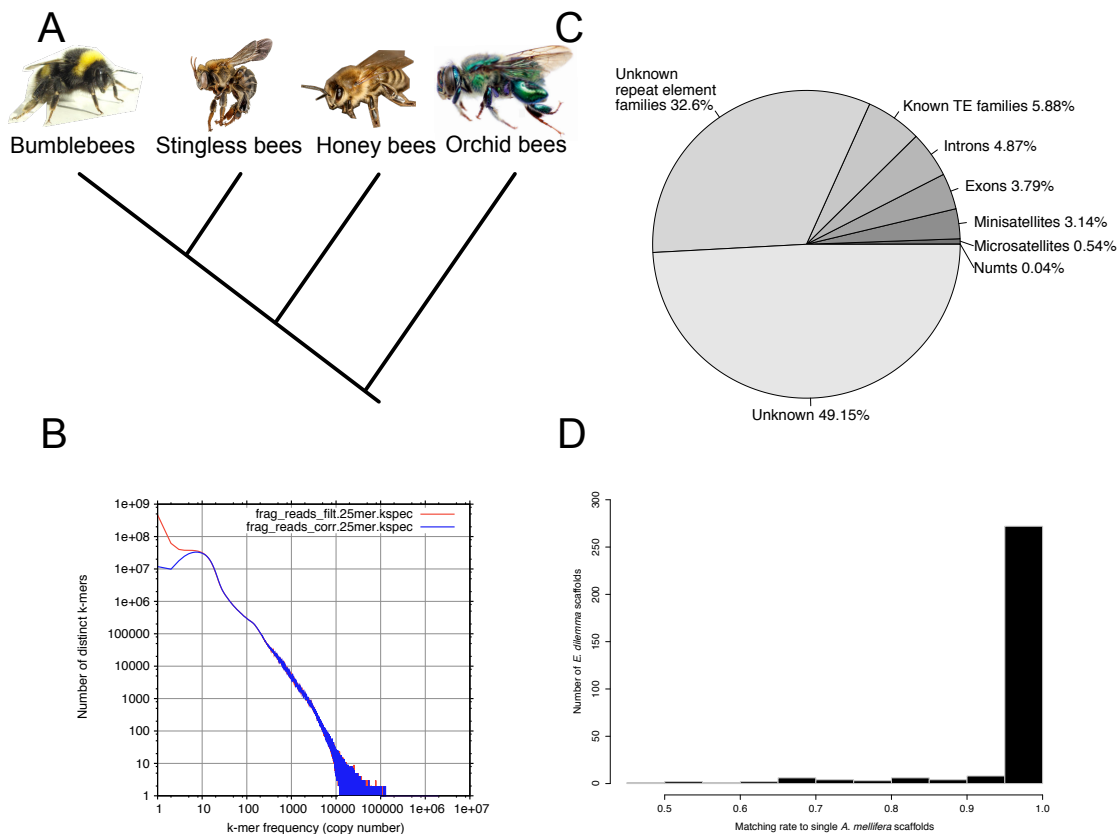 A
Bumblebees
Stingless bees
Honey bees
Orchid bees
C
Unknown
repeat element
families 32.6%
Known TE families 5.88%
Introns 4.87%
Exons 3.79%
Minisatellites 3.14%
Microsatellites 0.54%
Numts 0.04%
Unknown 49.15%
B
1e+09
1e+08
1e+07
1e+06
100000
10000
1000
100
10
1
Number of distinct k-mers
frag_reads_filt.25mer.kspec
frag_reads_corr.25mer.kspec
1
10
100
1000
10000
100000
1e+06
1e+07
k-mer frequency (copy number)
D
300
250
200
150
100
50
0
Number of E. dilemma scaffolds
0.5
0.6
0.7
0.8
0.9
1.0
Matching rate to single A. mellifera scaffolds